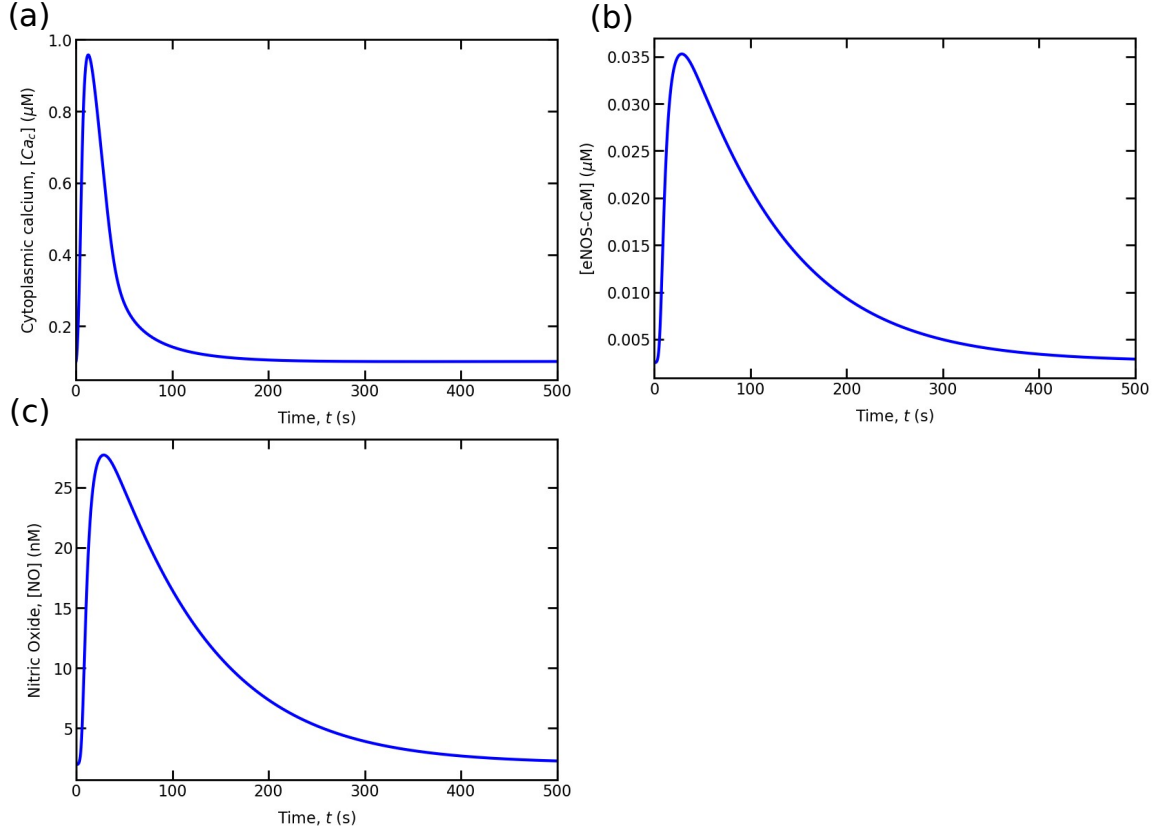 (a)
1.0
0.8
0.6
0.4
0.2
Cytoplasmic calcium, [Ca_c] (μM)
0 100 200 300 400 500
Time, t (s)
(b)
0.035
0.030
0.025
0.020
0.015
0.010
0.005
[eNOS-CaM] (μM)
0 100 200 300 400 500
Time, t (s)
(c)
25
20
15
10
5
Nitric Oxide, [NO] (nM)
0 100 200 300 400 500
Time, t (s)